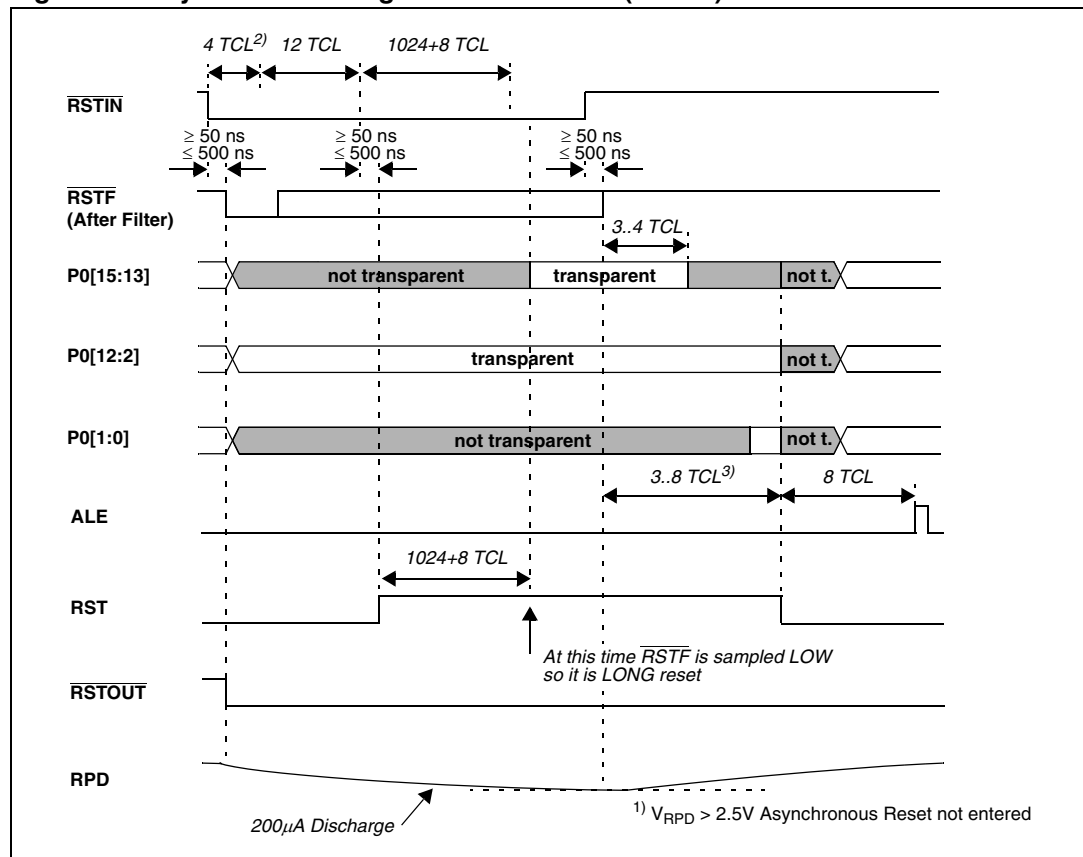 4 TCL2) 12 TCL 1024+8 TCL
RSTIN
≥ 50 ns ≥ 50 ns ≥ 50 ns
≤ 500 ns ≤ 500 ns ≤ 500 ns
RSTF
(After Filter)
3..4 TCL
P0[15:13] not transparent transparent not t.
P0[12:2] transparent not t.
P0[1:0] not transparent not t.
3..8 TCL3) 8 TCL
ALE
1024+8 TCL
RST
At this time RSTF is sampled LOW
so it is LONG reset
RSTOUT
RPD
1) VRPD > 2.5V Asynchronous Reset not entered
200µA Discharge